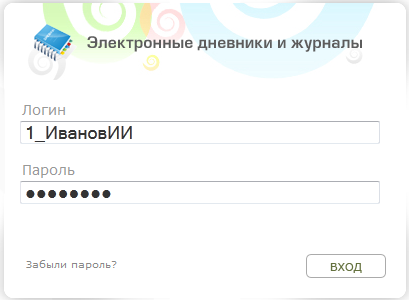 Электронные дневники и журналы
Логин
1_ИвановИИ
Пароль
●●●●●●●●
Забыли пароль?
ВХОД